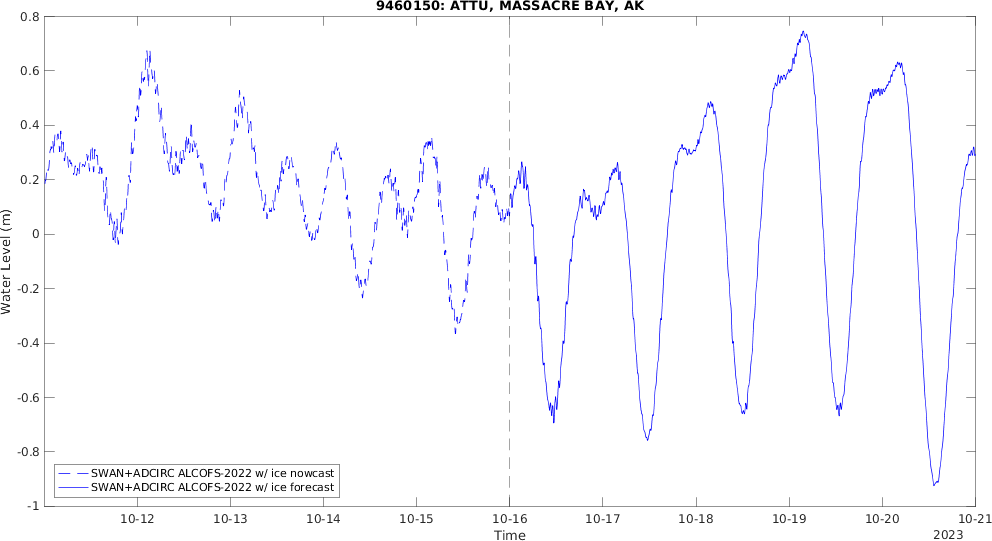 9460150: ATTU, MASSACRE BAY, AK
0.8
0.6
0.4
0.2
0
-0.2
-0.4
-0.6
-0.8
-1
Water Level (m)
SWAN+ADCIRC ALCOFS-2022 w/ ice nowcast
SWAN+ADCIRC ALCOFS-2022 w/ ice forecast
10-12 10-13 10-14 10-15 10-16 10-17 10-18 10-19 10-20 10-21
Time
2023